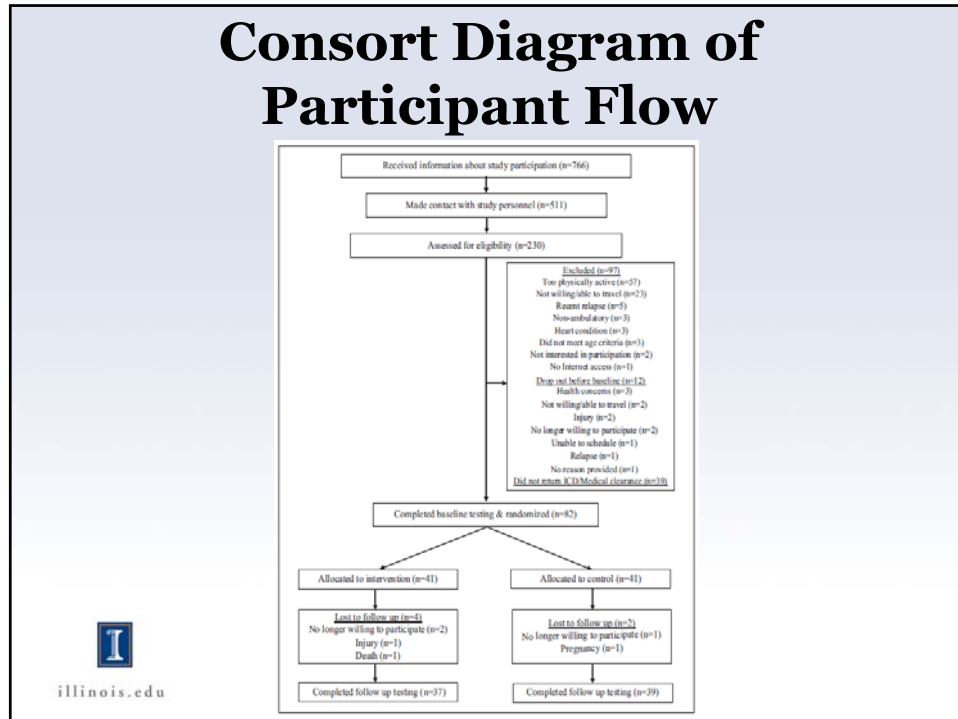 Consort Diagram of
Participant Flow
Received information about study participation (n=766)
Made contact with study personnel (n=511)
Assessed for eligibility (n=230)
Excluded (n=97)
Too physically active (n=57)
Not willing/able to travel (n=23)
Recent relapse (n=5)
Non-ambulatory (n=3)
Heart condition (n=3)
Did not meet age criteria (n=3)
Not interested in participation (n=2)
No Internet access (n=1)
Drop out before baseline (n=12)
Health concerns (n=3)
Not willing/able to travel (n=2)
Injury (n=2)
No longer willing to participate (n=2)
Unable to schedule (n=1)
Relapse (n=1)
No reason provided (n=1)
Did not return ICD/Medical clearance (n=39)
Completed baseline testing & randomized (n=82)
Allocated to intervention (n=41)
Allocated to control (n=41)
Lost to follow up (n=4)
No longer willing to participate (n=2)
Injury (n=1)
Death (n=1)
Lost to follow up (n=2)
No longer willing to participate (n=1)
Pregnancy (n=1)
Completed follow up testing (n=37)
Completed follow up testing (n=39)
I
illinois.edu